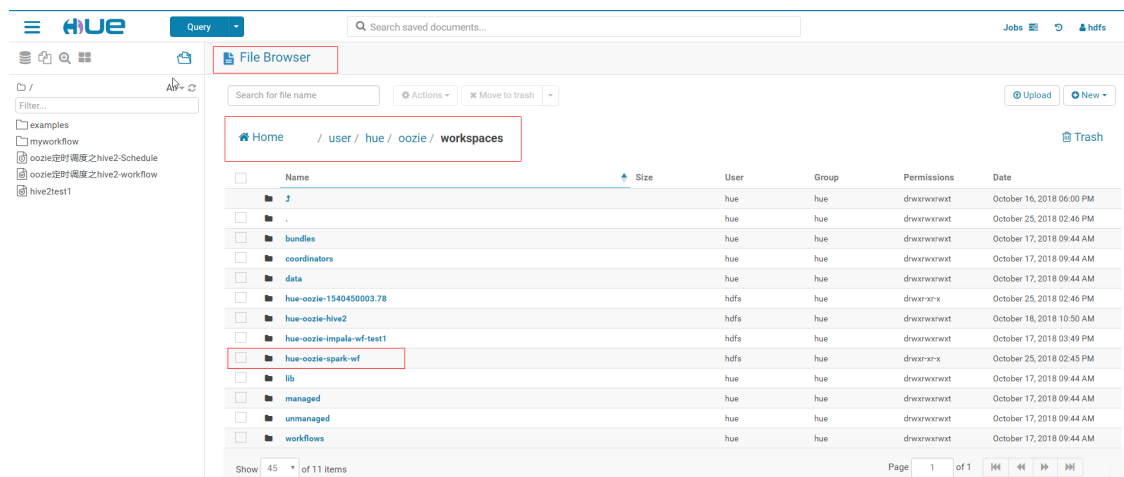 HUE Query Search saved documents... Jobs hdfs
File Browser
/
Filter...
examples
myworkflow
oozie定时调度之hive2-Schedule
oozie定时调度之hive2-workflow
hive2test1
Search for file name Actions Move to trash Upload New
Home / user / hue / oozie / workspaces Trash
Name Size User Group Permissions Date
hue hue drwxrwxrwxt October 16, 2018 06:00 PM
. hue hue drwxrwxrwxt October 25, 2018 02:46 PM
bundles hue hue drwxrwxrwxt October 17, 2018 09:44 AM
coordinators hue hue drwxrwxrwxt October 17, 2018 09:44 AM
data hue hue drwxrwxrwxt October 17, 2018 09:44 AM
hue-oozie-1540450003.78 hdfs hue drwxr-xr-x October 25, 2018 02:46 PM
hue-oozie-hive2 hdfs hue drwxrwxrwxt October 18, 2018 10:50 AM
hue-oozie-impala-wf-test1 hdfs hue drwxrwxrwxt October 17, 2018 03:49 PM
hue-oozie-spark-wf hdfs hue drwxr-xr-x October 25, 2018 02:45 PM
lib hue hue drwxrwxrwxt October 17, 2018 09:44 AM
managed hue hue drwxrwxrwxt October 17, 2018 09:44 AM
unmanaged hue hue drwxrwxrwxt October 17, 2018 09:44 AM
workflows hue hue drwxrwxrwxt October 17, 2018 09:44 AM
Show 45 of 11 items Page 1 of 1